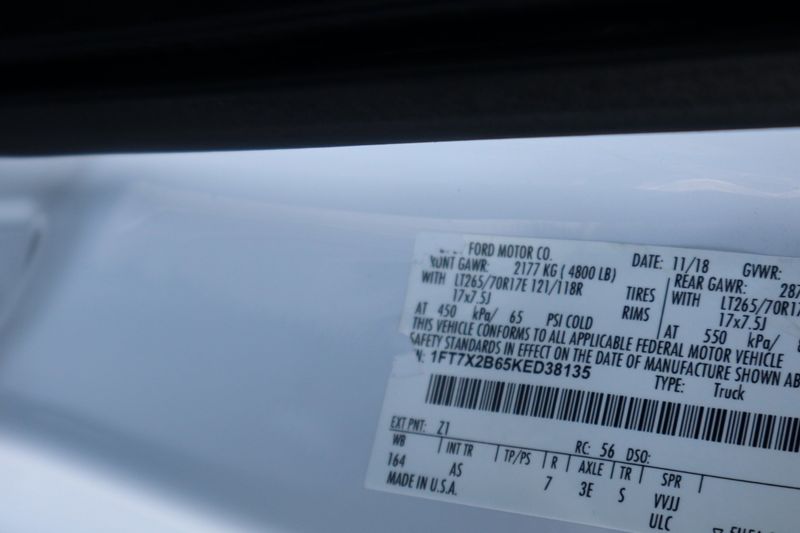 FORD MOTOR CO. DATE: 11/18 GVWR:
FRONT GAWR: 2177 KG ( 4800 LB) REAR GAWR: 287
WITH LT265/70R17E 121/118R TIRES WITH LT265/70R17
17x7.5J RIMS 17x7.5J
AT 450 kPa/ 65 PSI COLD AT 550 kPa/
THIS VEHICLE CONFORMS TO ALL APPLICABLE FEDERAL MOTOR VEHICLE
SAFETY STANDARDS IN EFFECT ON THE DATE OF MANUFACTURE SHOWN AB
N: 1FT7X2B65KED38135
TYPE: Truck
EXT PNT: Z1 RC: 56 DSO:
WB INT TR TP/PS R AXLE TR SPR
164 AS 7 3E S VVJJ
MADE IN U.S.A. ULC